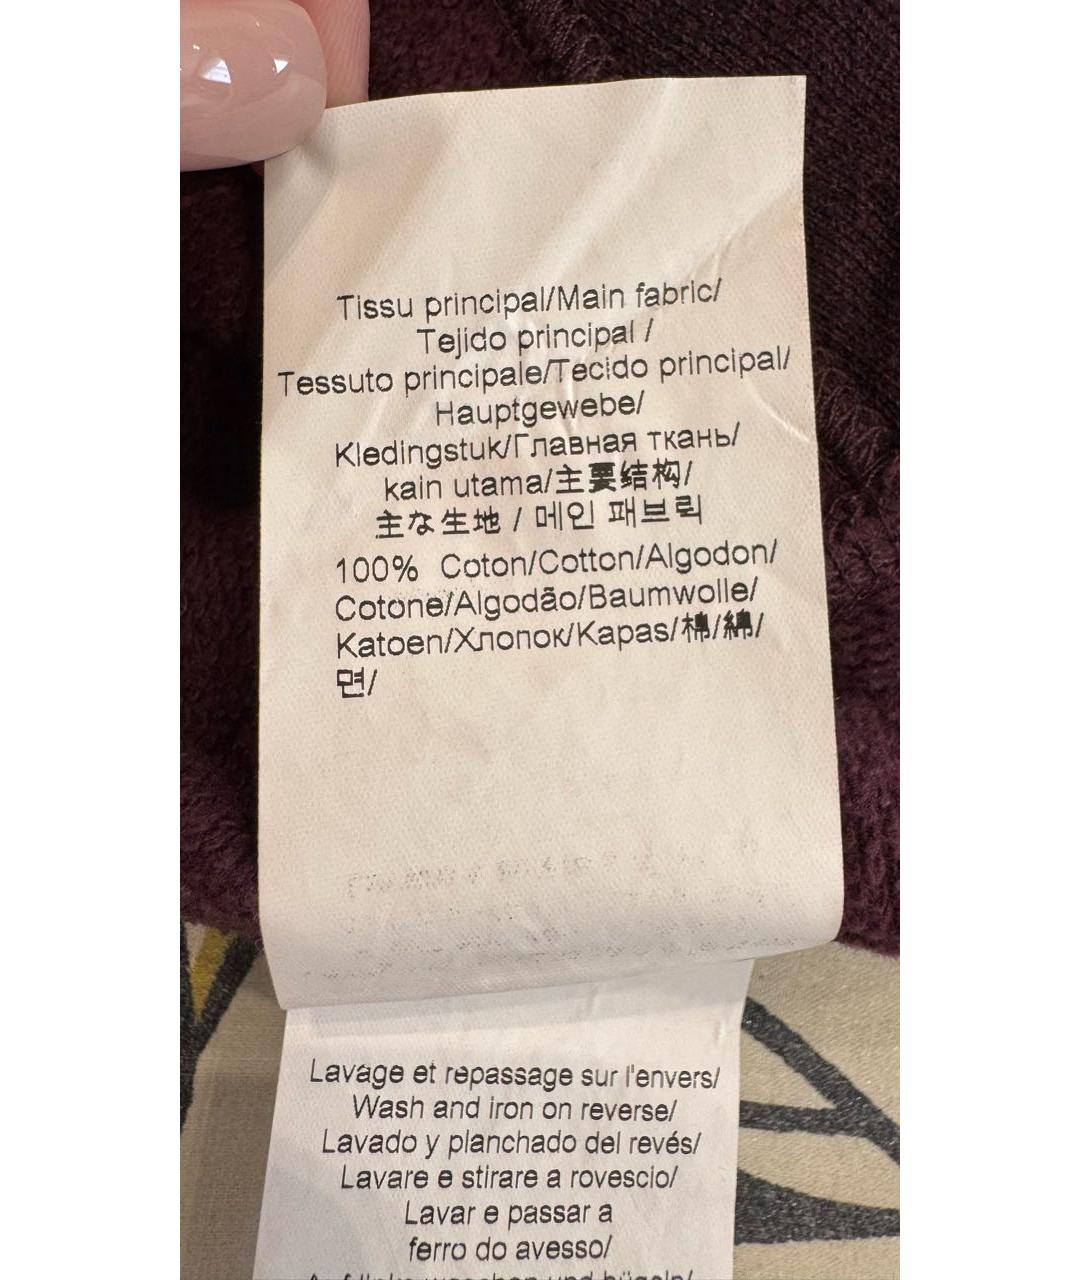 Tissu principal/Main fabric/
Tejido principal /
Tessuto principale/Tecido principal/
Hauptgewebe/
Kledingstuk/Главная ткань/
kain utama/主要结构/
主な生地 / 메인 패브릭
100% Coton/Cotton/Algodon/
Cotone/Algodão/Baumwolle/
Katoen/Хлопок/Kapas/棉/綿/
면/
Lavage et repassage sur l'envers/
Wash and iron on reverse/
Lavado y planchado del revés/
Lavare e stirare a rovescio/
Lavar e passar a
ferro do avesso/